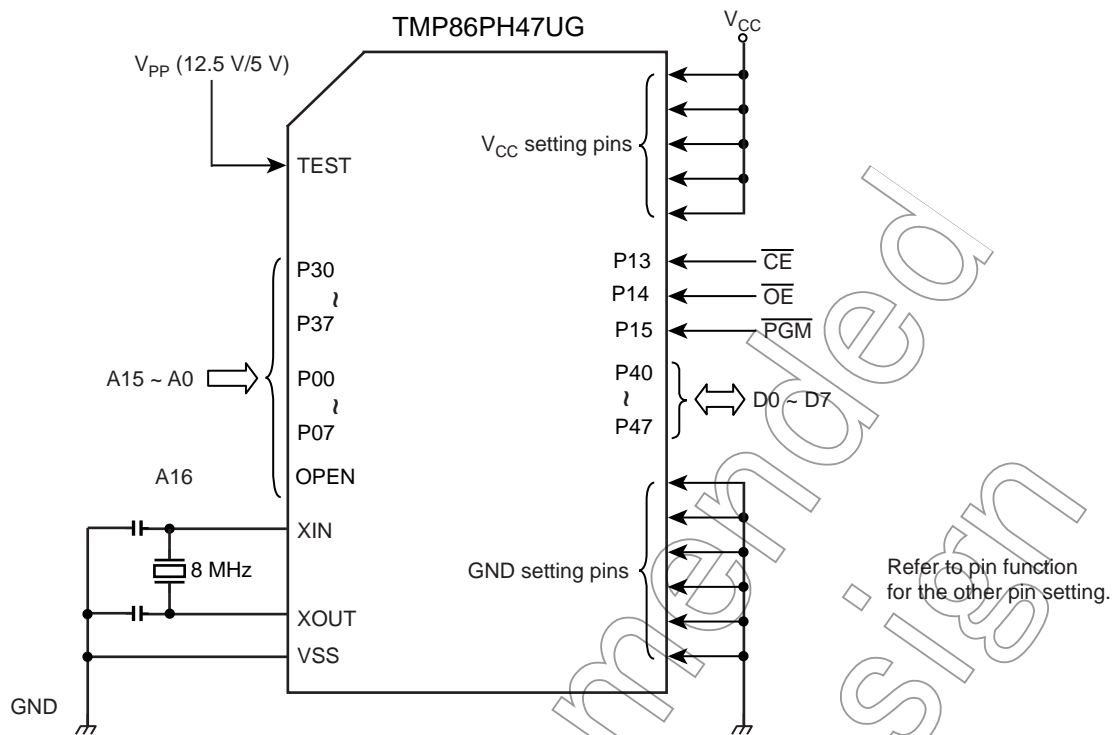 TMP86PH47UG
V_CC
V_PP (12.5 V/5 V)
V_CC setting pins
TEST
P30
~
P37
P13
CE
P14
OE
P15
PGM
A15 ~ A0
P00
~
P07
P40
~
P47
D0 ~ D7
A16
OPEN
XIN
8 MHz
XOUT
VSS
GND
GND setting pins
Refer to pin function
for the other pin setting.
mended
sign